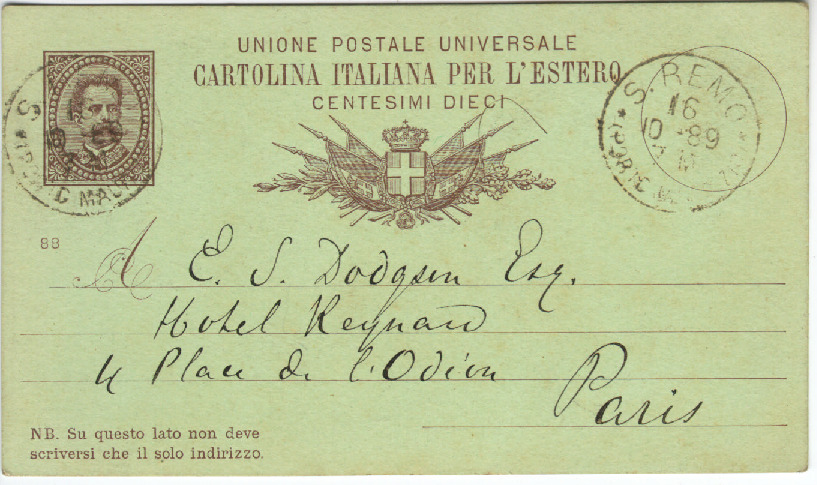 UNIONE POSTALE UNIVERSALE
CARTOLINA ITALIANA PER L'ESTERO
CENTESIMI DIECI
S. REMO
16
10 -89
88
A E. S. Dodgson Esq.
Hotel Reynard
4 Place de l'Odéon
Paris
NB. Su questo lato non deve
scriversi che il solo indirizzo.